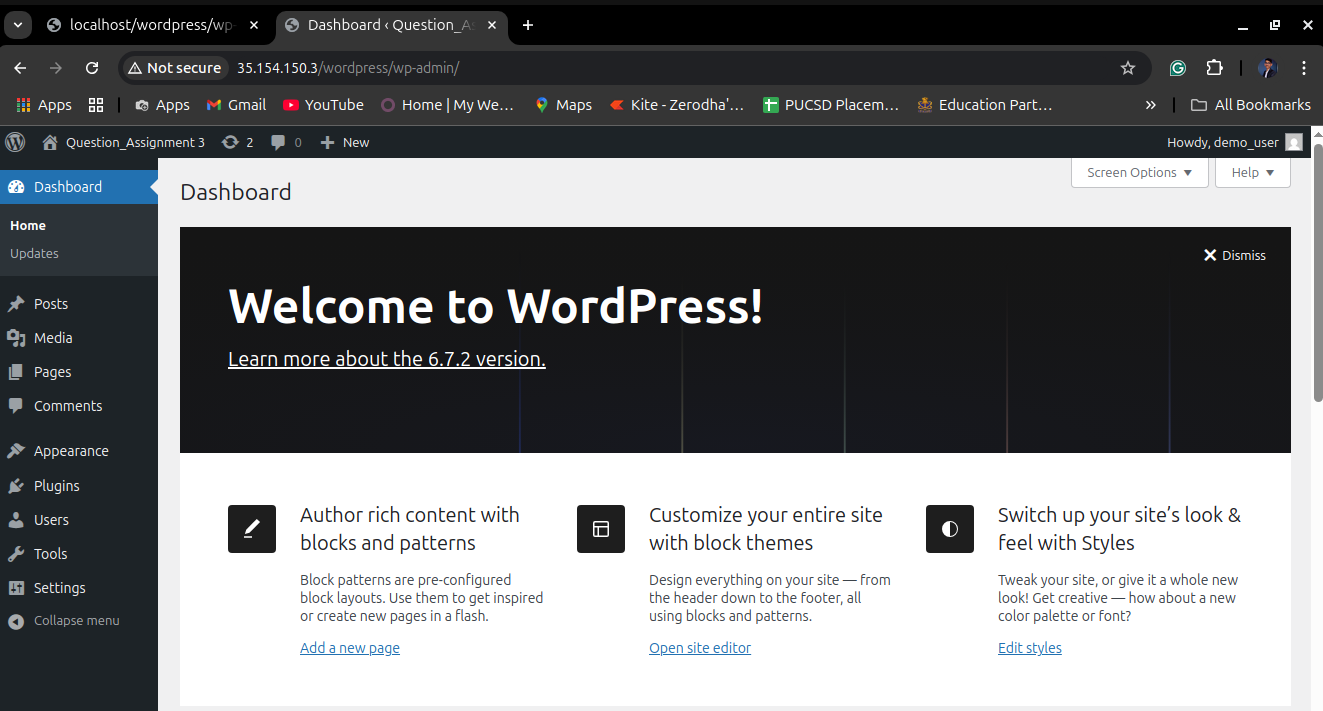 localhost/wordpress/wp-
Dashboard ‹ Question_As
Not secure
35.154.150.3/wordpress/wp-admin/
Apps
Apps
Gmail
YouTube
Home | My We...
Maps
Kite - Zerodha'...
PUCSD Placem...
Education Part...
»
All Bookmarks
Question_Assignment 3
2
0
New
Howdy, demo_user
Dashboard
Home
Updates
Posts
Media
Pages
Comments
Appearance
Plugins
Users
Tools
Settings
Collapse menu
Screen Options
Help
Dashboard
Dismiss
Welcome to WordPress!
Learn more about the 6.7.2 version.
Author rich content with
blocks and patterns
Block patterns are pre-configured
block layouts. Use them to get inspired
or create new pages in a flash.
Add a new page
Customize your entire site
with block themes
Design everything on your site — from
the header down to the footer, all
using blocks and patterns.
Open site editor
Switch up your site’s look &
feel with Styles
Tweak your site, or give it a whole new
look! Get creative — how about a new
color palette or font?
Edit styles